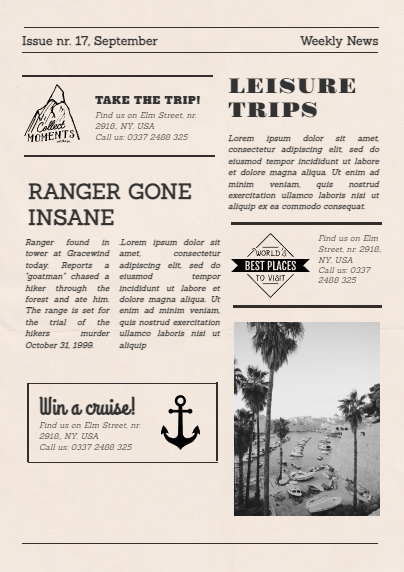 Issue nr. 17, September
Weekly News
Collect
MOMENTS
TAKE THE TRIP!
Find us on Elm Street, nr.
2918, NY, USA
Call us: 0337 2488 325
RANGER GONE
INSANE
Ranger found in
tower at Gracewind
today. Reports a
"goatman" chased a
hiker through the
forest and ate him.
The range is set for
the trial of the
hikers murder
October 31, 1999.
Lorem ipsum dolor sit
amet, consectetur
adipiscing elit, sed do
eiusmod tempor
incididunt ut labore et
dolore magna aliqua. Ut
enim ad minim veniam,
quis nostrud exercitation
ullamco laboris nisi ut
aliquip
Win a cruise!
Find us on Elm Street, nr.
2918, NY, USA
Call us: 0337 2488 325
LEISURE
TRIPS
Lorem ipsum dolor sit amet,
consectetur adipiscing elit, sed do
eiusmod tempor incididunt ut labore
et dolore magna aliqua. Ut enim ad
minim veniam, quis nostrud
exercitation ullamco laboris nisi ut
aliquip ex ea commodo consequat.
WORLD'S
BEST PLACES
TO VISIT
Find us on Elm
Street, nr.
2918, NY, USA
Call us: 0337
2488 325